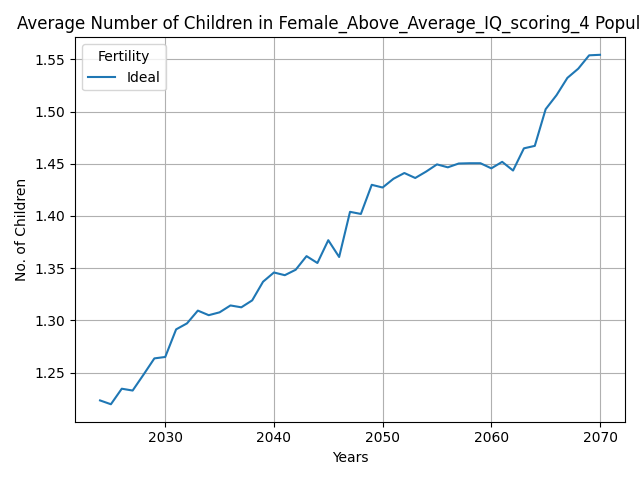 Average Number of Children in Female_Above_Average_IQ_scoring_4 Popul
Fertility
Ideal
No. of Children
1.55
1.50
1.45
1.40
1.35
1.30
1.25
2030 2040 2050 2060 2070
Years